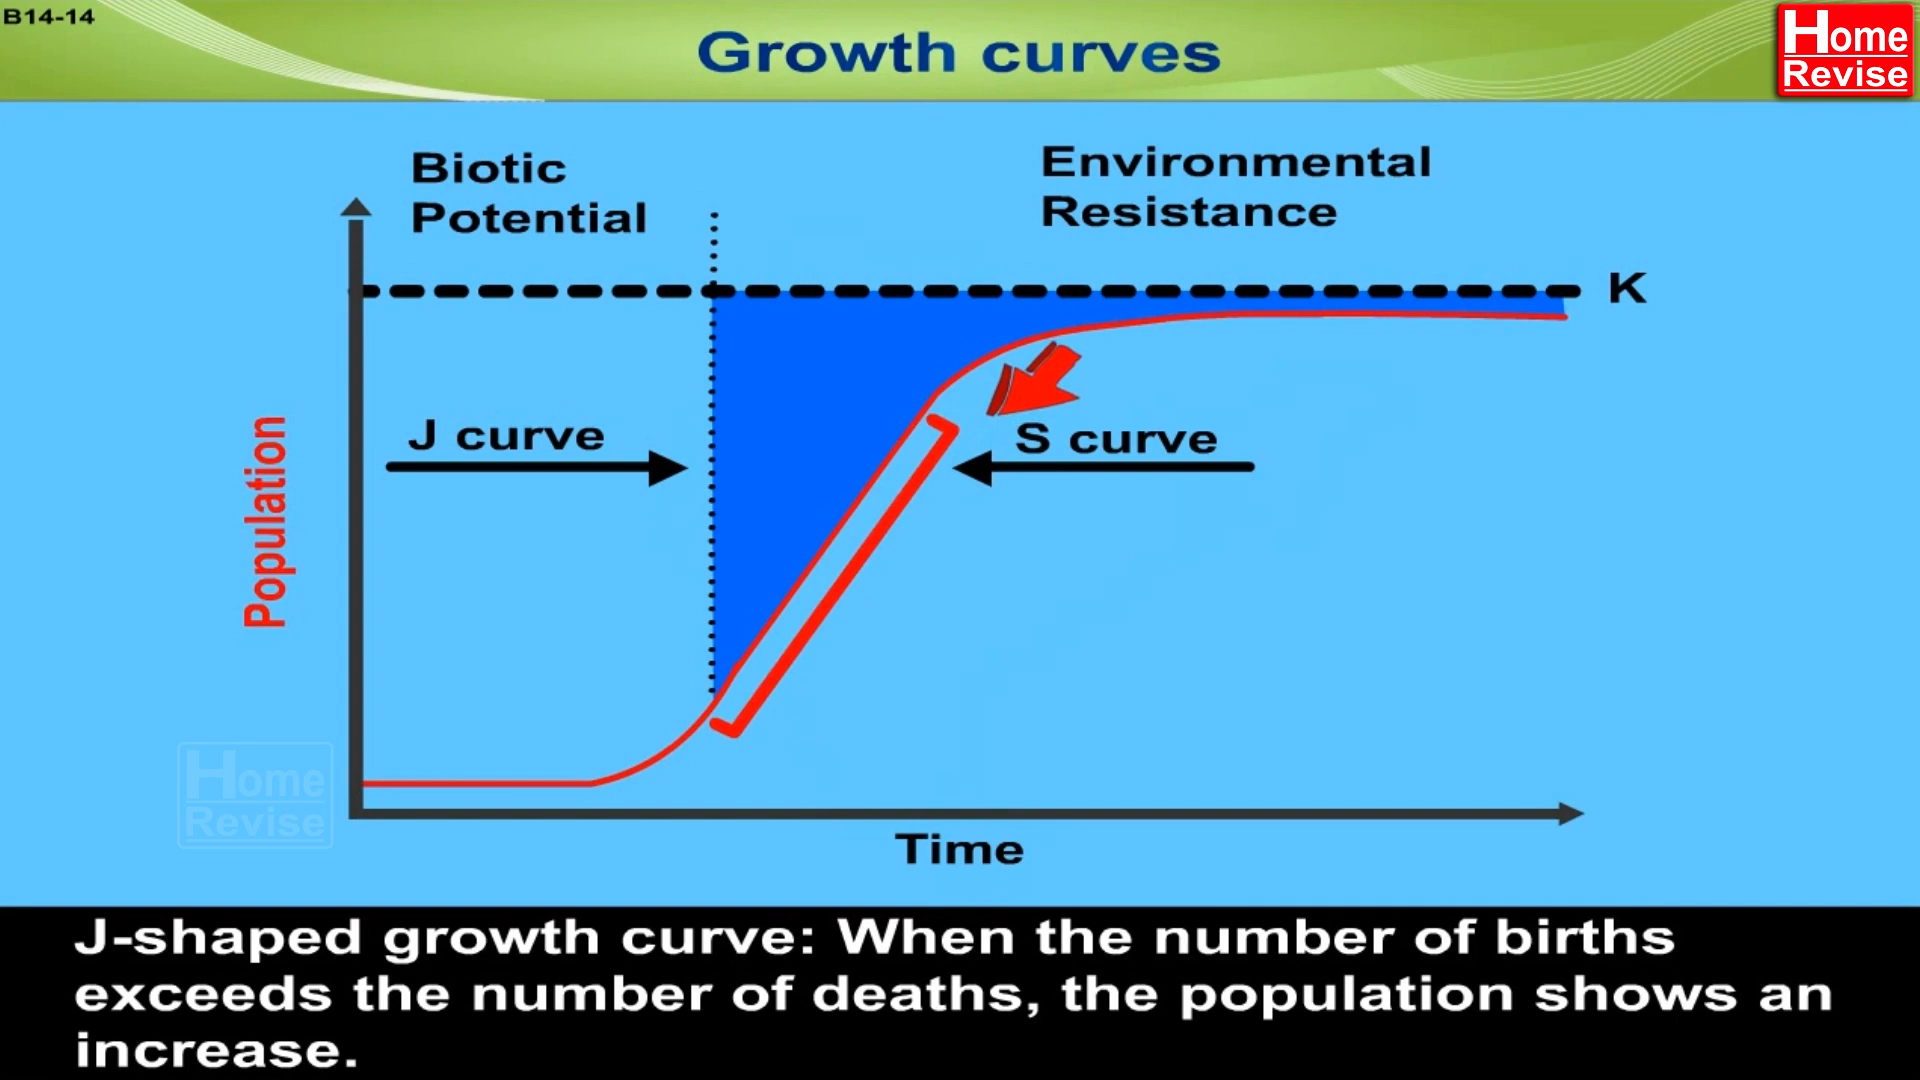 B14-14
Growth curves
Home
Revise
Biotic
Potential
Environmental
Resistance
K
J curve
S curve
Population
Home
Revise
Time
J-shaped growth curve: When the number of births
exceeds the number of deaths, the population shows an
increase.